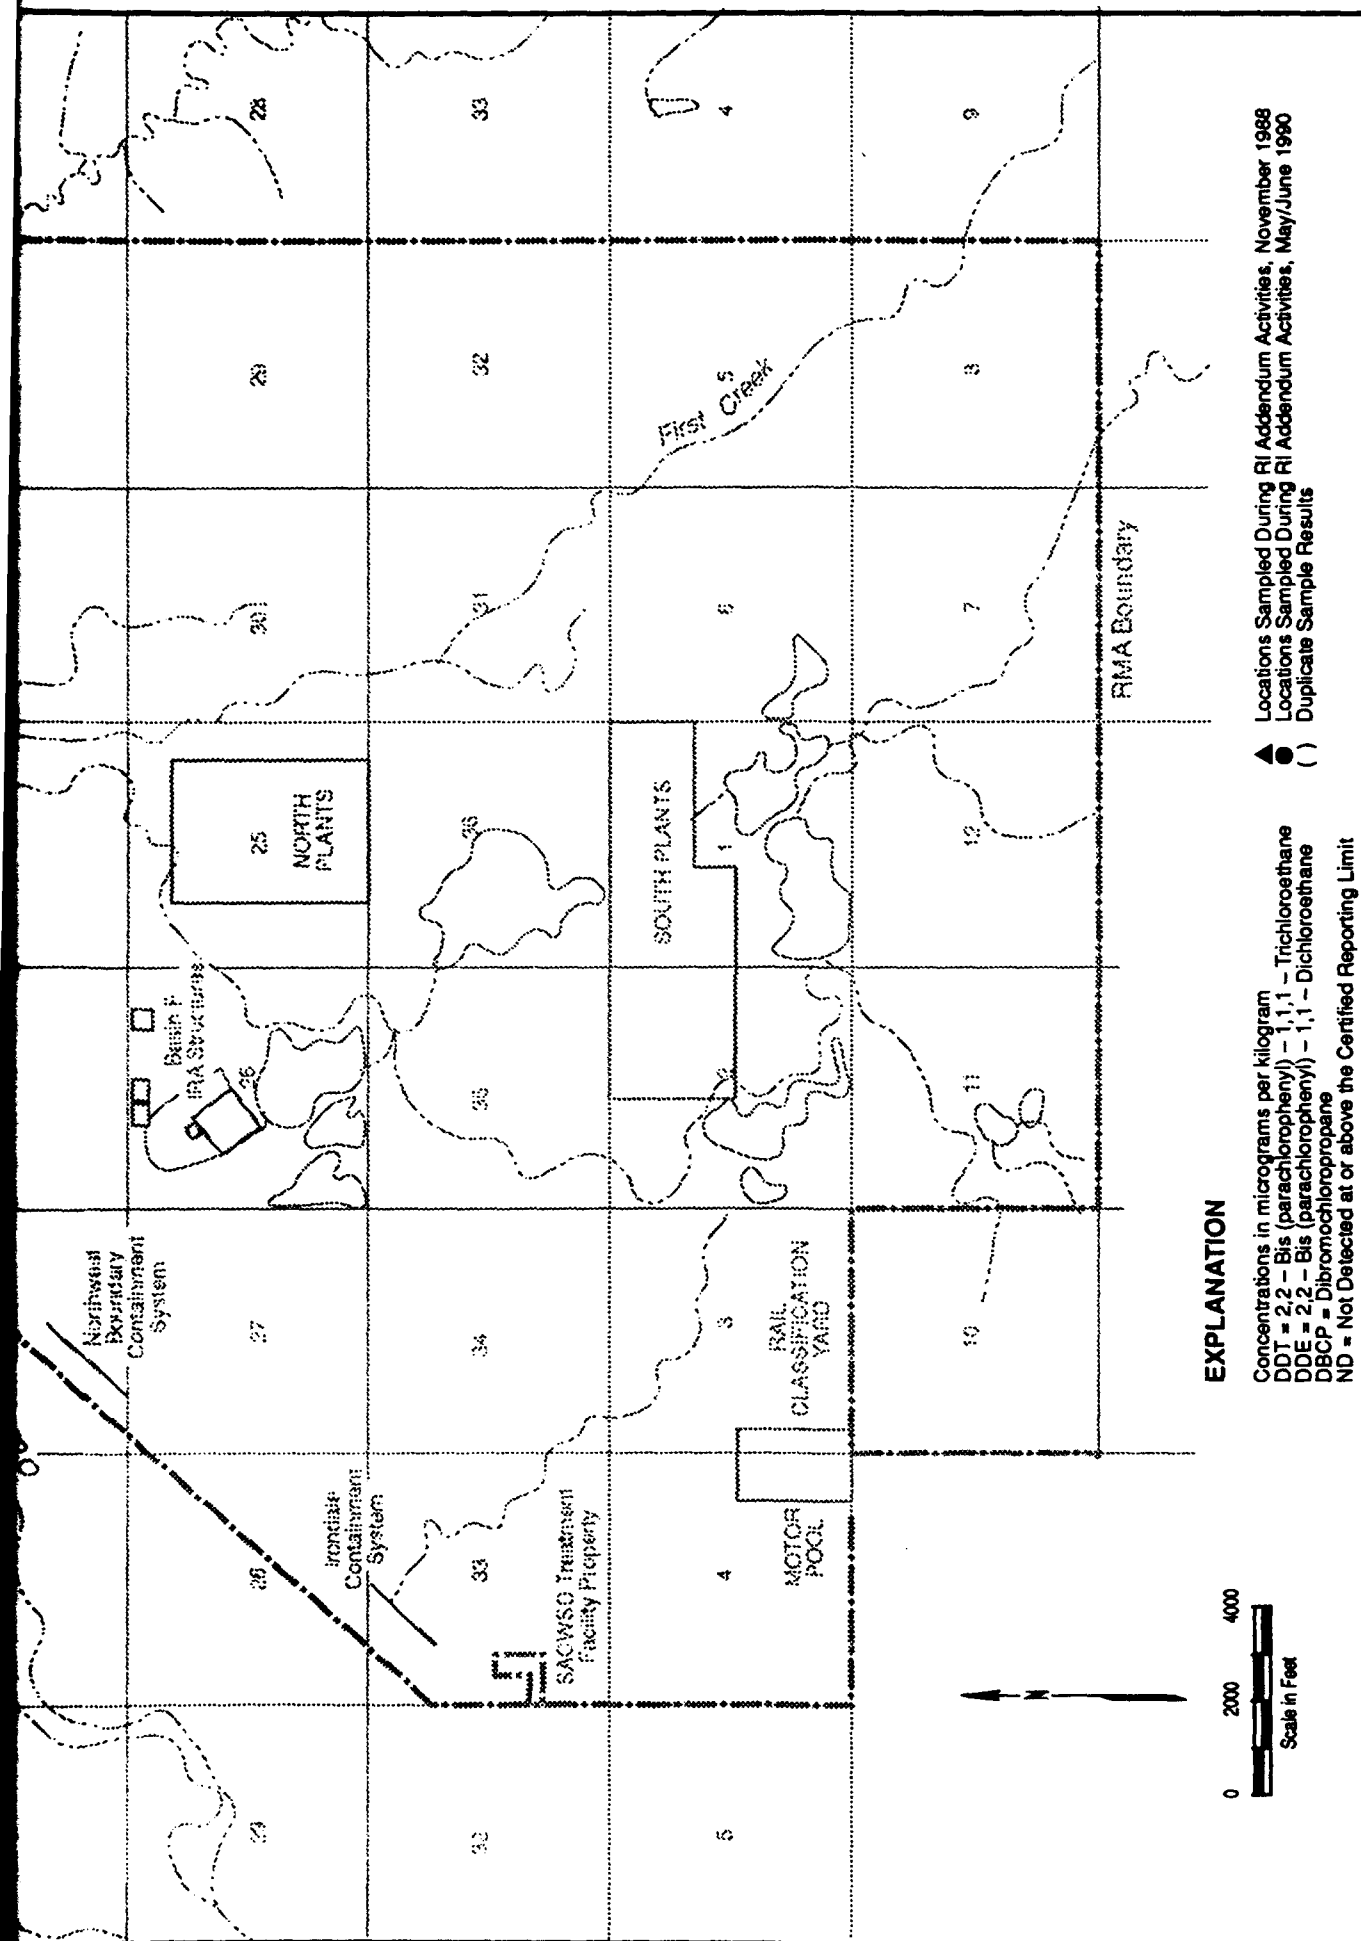 28
33
4
9
29
32
5
8
First Creek
30
31
6
7
RMA Boundary
25
NORTH
PLANTS
36
SOUTH PLANTS
1
12
Basin F
IRA Structures
26
35
2
11
Northwest
Boundary
Containment
System
27
34
3
10
RAIL
CLASSIFICATION
YARD
Irondale
Containment
System
28
33
4
MOTOR
POOL
SACWSD Treatment
Facility Property
29
32
5
N
0 2000 4000
Scale in Feet
EXPLANATION
Concentrations in micrograms per kilogram
DDT = 2,2 – Bis (parachlorophenyl) – 1,1,1 – Trichloroethane
DDE = 2,2 – Bis (parachlorophenyl) – 1,1 – Dichloroethane
DBCP = Dibromochloropropane
ND = Not Detected at or above the Certified Reporting Limit
▲ Locations Sampled During RI Addendum Activities, November 1988
● Locations Sampled During RI Addendum Activities, May/June 1990
( ) Duplicate Sample Results